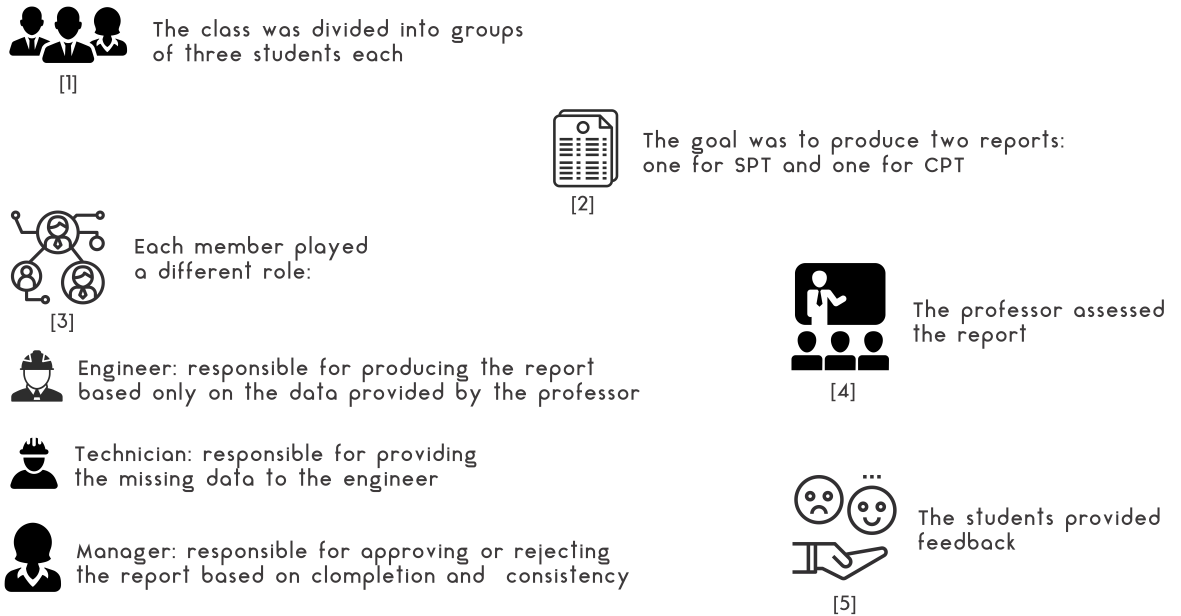 The class was divided into groups
of three students each
[1]
The goal was to produce two reports:
one for SPT and one for CPT
[2]
Each member played
a different role:
[3]
Engineer: responsible for producing the report
based only on the data provided by the professor
Technician: responsible for providing
the missing data to the engineer
Manager: responsible for approving or rejecting
the report based on clompletion and consistency
The professor assessed
the report
[4]
The students provided
feedback
[5]